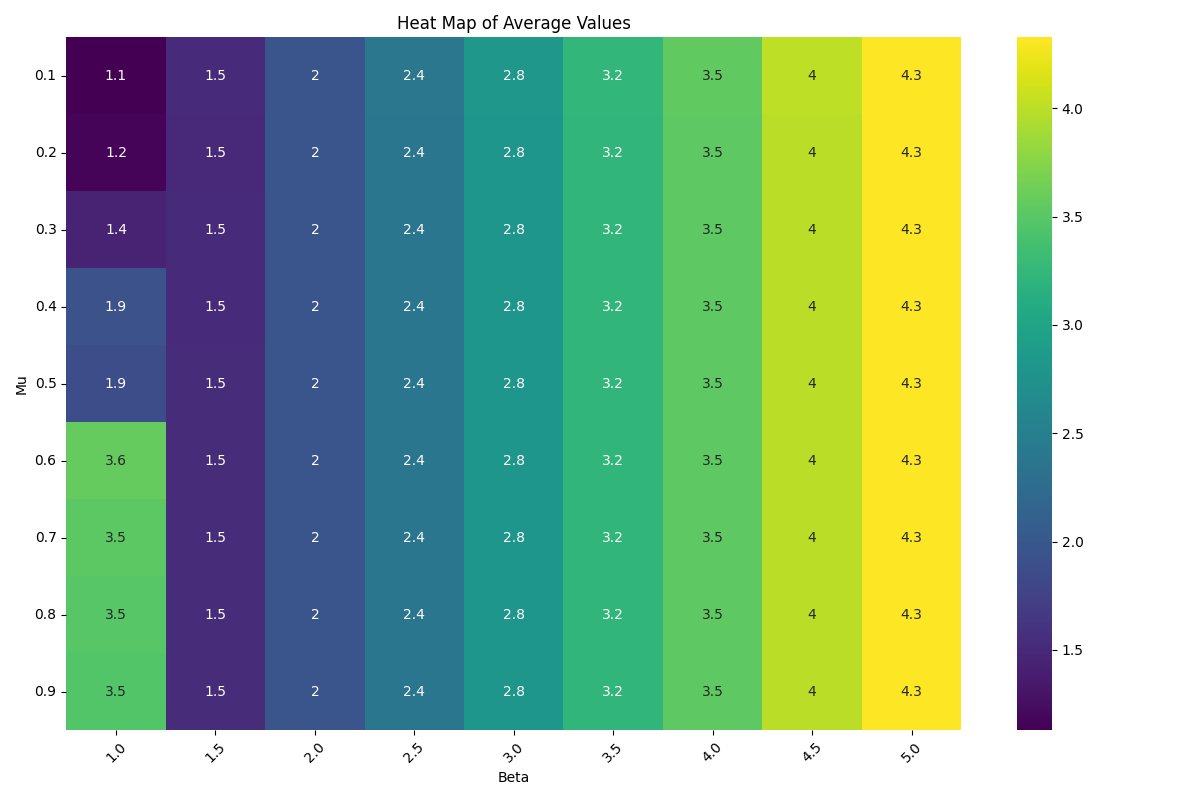 Heat Map of Average Values
0.1 1.1 1.5 2 2.4 2.8 3.2 3.5 4 4.3
0.2 1.2 1.5 2 2.4 2.8 3.2 3.5 4 4.3
0.3 1.4 1.5 2 2.4 2.8 3.2 3.5 4 4.3
0.4 1.9 1.5 2 2.4 2.8 3.2 3.5 4 4.3
0.5 1.9 1.5 2 2.4 2.8 3.2 3.5 4 4.3
0.6 3.6 1.5 2 2.4 2.8 3.2 3.5 4 4.3
0.7 3.5 1.5 2 2.4 2.8 3.2 3.5 4 4.3
0.8 3.5 1.5 2 2.4 2.8 3.2 3.5 4 4.3
0.9 3.5 1.5 2 2.4 2.8 3.2 3.5 4 4.3
Mu
1.0 1.5 2.0 2.5 3.0 3.5 4.0 4.5 5.0
Beta
4.0
3.5
3.0
2.5
2.0
1.5